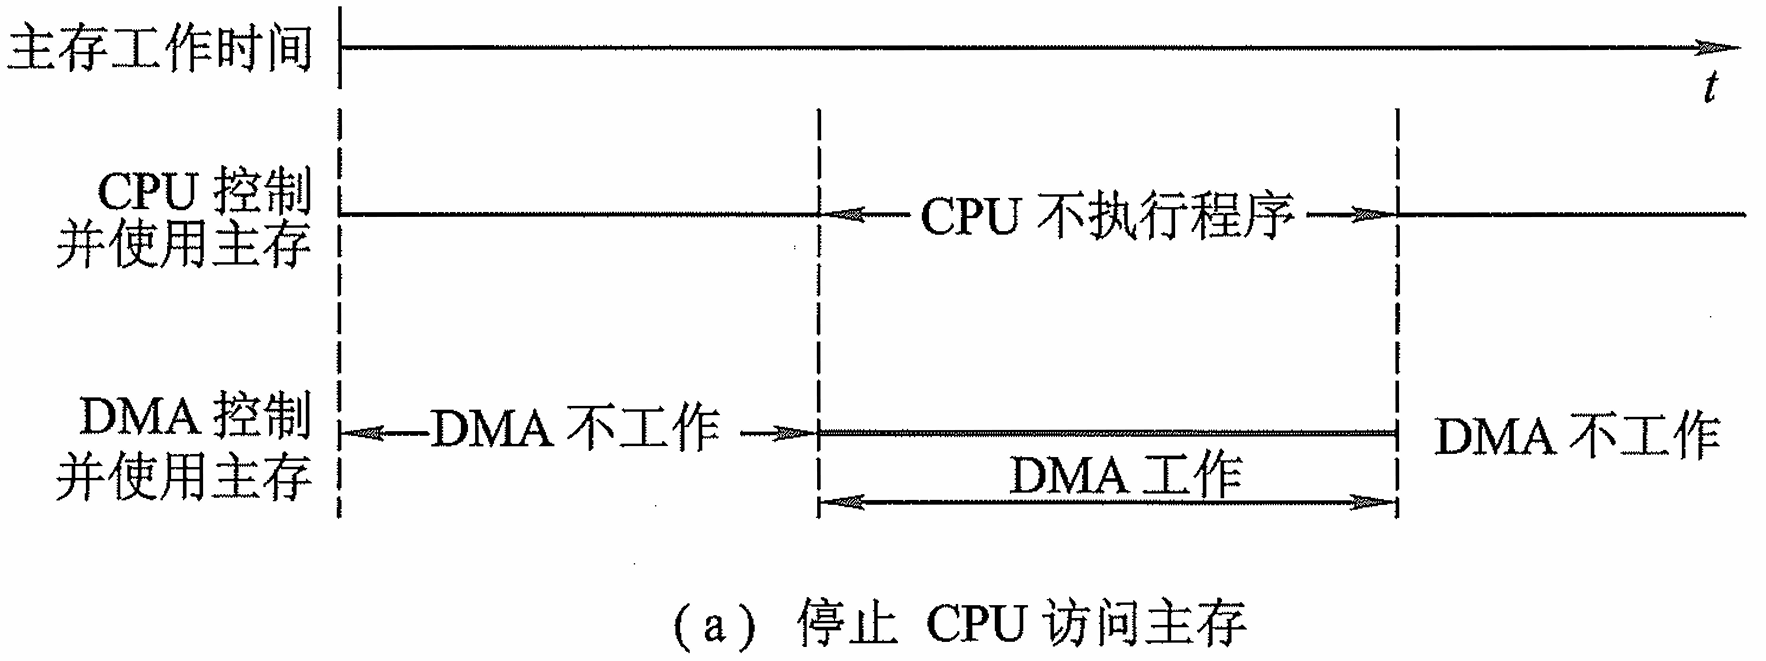 主存工作时间
t
CPU 控制
并使用主存
CPU 不执行程序
DMA 控制
并使用主存
DMA 不工作
DMA 工作
DMA 不工作
(a) 停止 CPU 访问主存